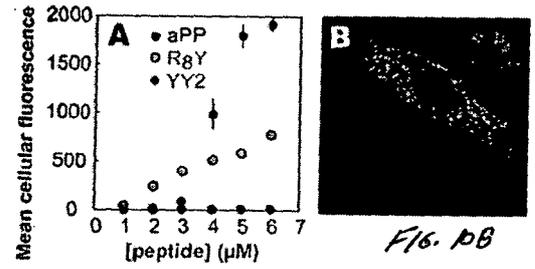 Mean cellular fluorescence
2000
1500
1000
500
0
A
aPP
R8Y
YY2
0 1 2 3 4 5 6 7
[peptide] (μM)
B
FIG. 10B